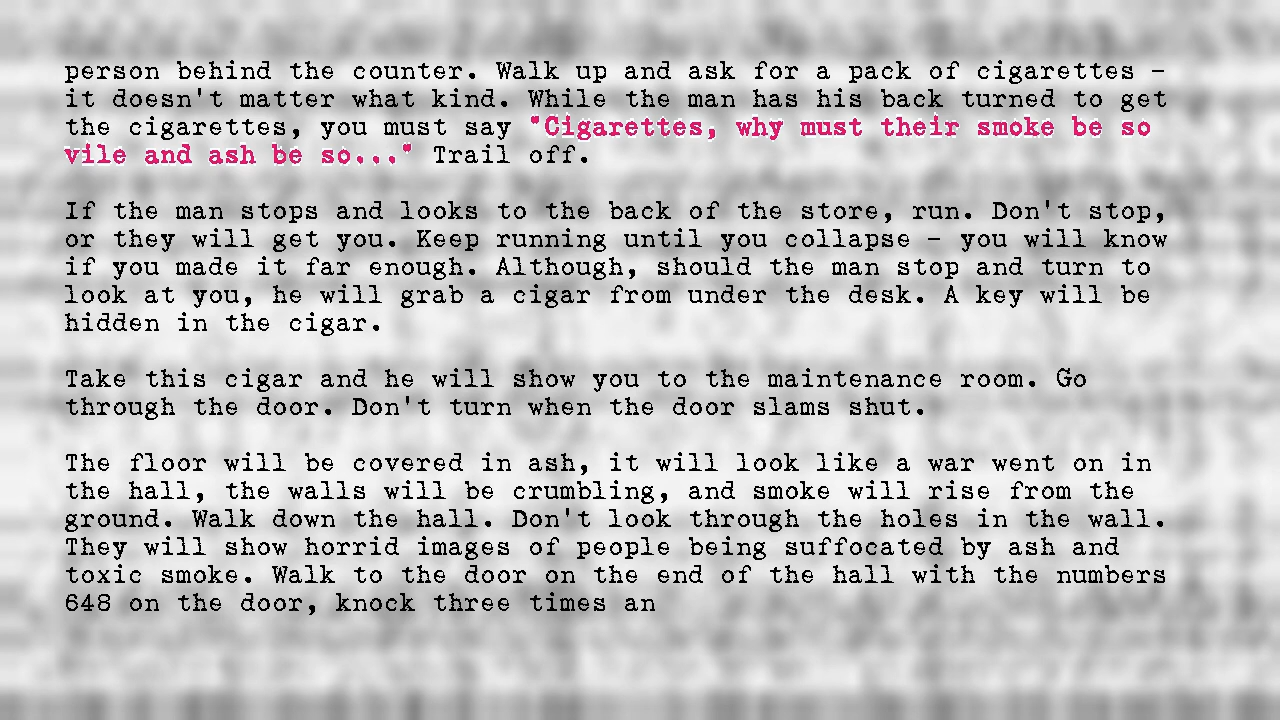 person behind the counter. Walk up and ask for a pack of cigarettes –
it doesn't matter what kind. While the man has his back turned to get
the cigarettes, you must say "Cigarettes, why must their smoke be so
vile and ash be so..." Trail off.
If the man stops and looks to the back of the store, run. Don't stop,
or they will get you. Keep running until you collapse – you will know
if you made it far enough. Although, should the man stop and turn to
look at you, he will grab a cigar from under the desk. A key will be
hidden in the cigar.
Take this cigar and he will show you to the maintenance room. Go
through the door. Don't turn when the door slams shut.
The floor will be covered in ash, it will look like a war went on in
the hall, the walls will be crumbling, and smoke will rise from the
ground. Walk down the hall. Don't look through the holes in the wall.
They will show horrid images of people being suffocated by ash and
toxic smoke. Walk to the door on the end of the hall with the numbers
648 on the door, knock three times an